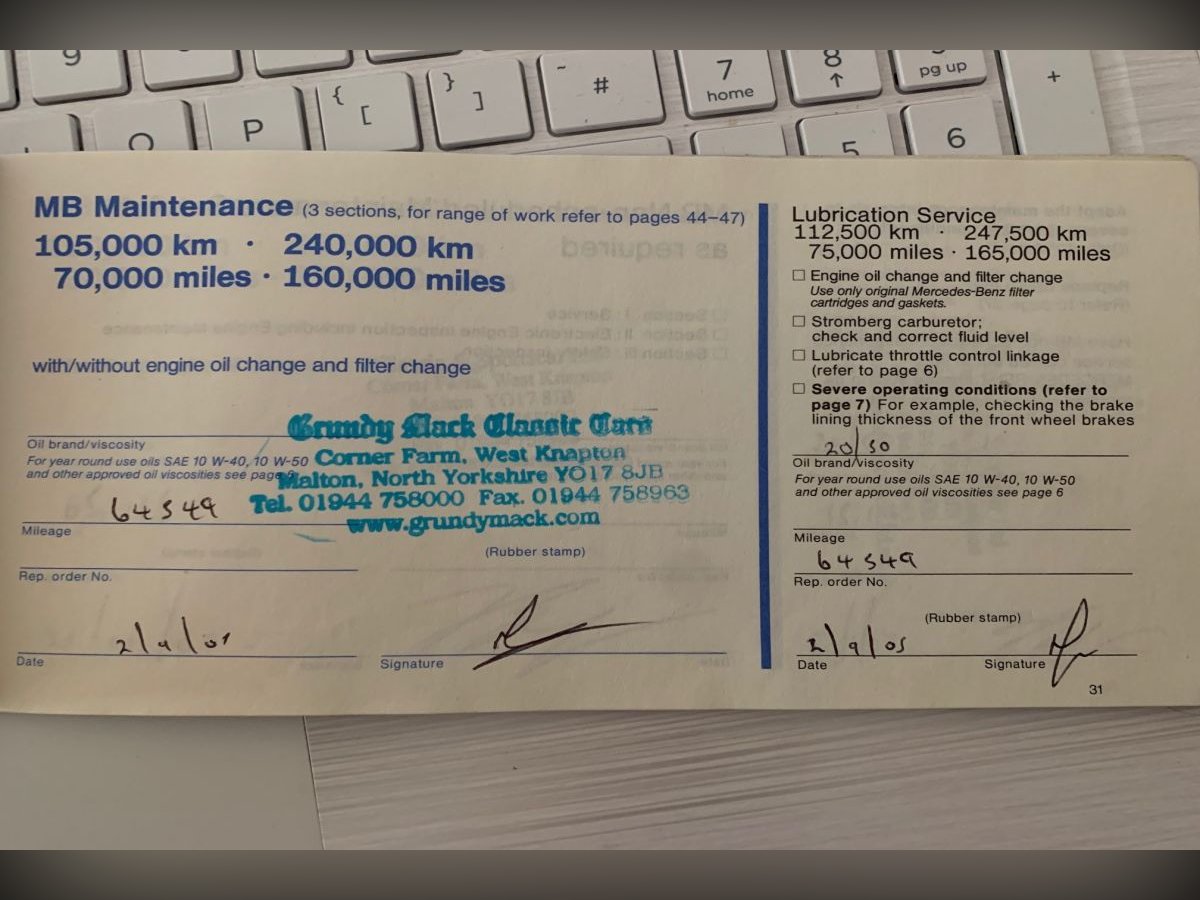 9
8
↑
pg up
+
7
home
~
#
}
]
{
[
P
O
5
6
MB Maintenance (3 sections, for range of work refer to pages 44–47)
105,000 km · 240,000 km
70,000 miles · 160,000 miles
with/without engine oil change and filter change
Oil brand/viscosity
For year round use oils SAE 10 W-40, 10 W-50
and other approved oil viscosities see page
Grundy Mack Classic Cars
Corner Farm, West Knapton
Malton, North Yorkshire YO17 8JB
Tel. 01944 758000 Fax. 01944 758963
www.grundymack.com
64549
Mileage
(Rubber stamp)
Rep. order No.
2/9/05
Date
Signature
Lubrication Service
112,500 km · 247,500 km
75,000 miles · 165,000 miles
☐ Engine oil change and filter change
Use only original Mercedes-Benz filter
cartridges and gaskets.
☐ Stromberg carburetor;
check and correct fluid level
☐ Lubricate throttle control linkage
(refer to page 6)
☐ Severe operating conditions (refer to
page 7) For example, checking the brake
lining thickness of the front wheel brakes
20/50
Oil brand/viscosity
For year round use oils SAE 10 W-40, 10 W-50
and other approved oil viscosities see page 6
Mileage
64549
Rep. order No.
(Rubber stamp)
2/9/05
Date
Signature
31